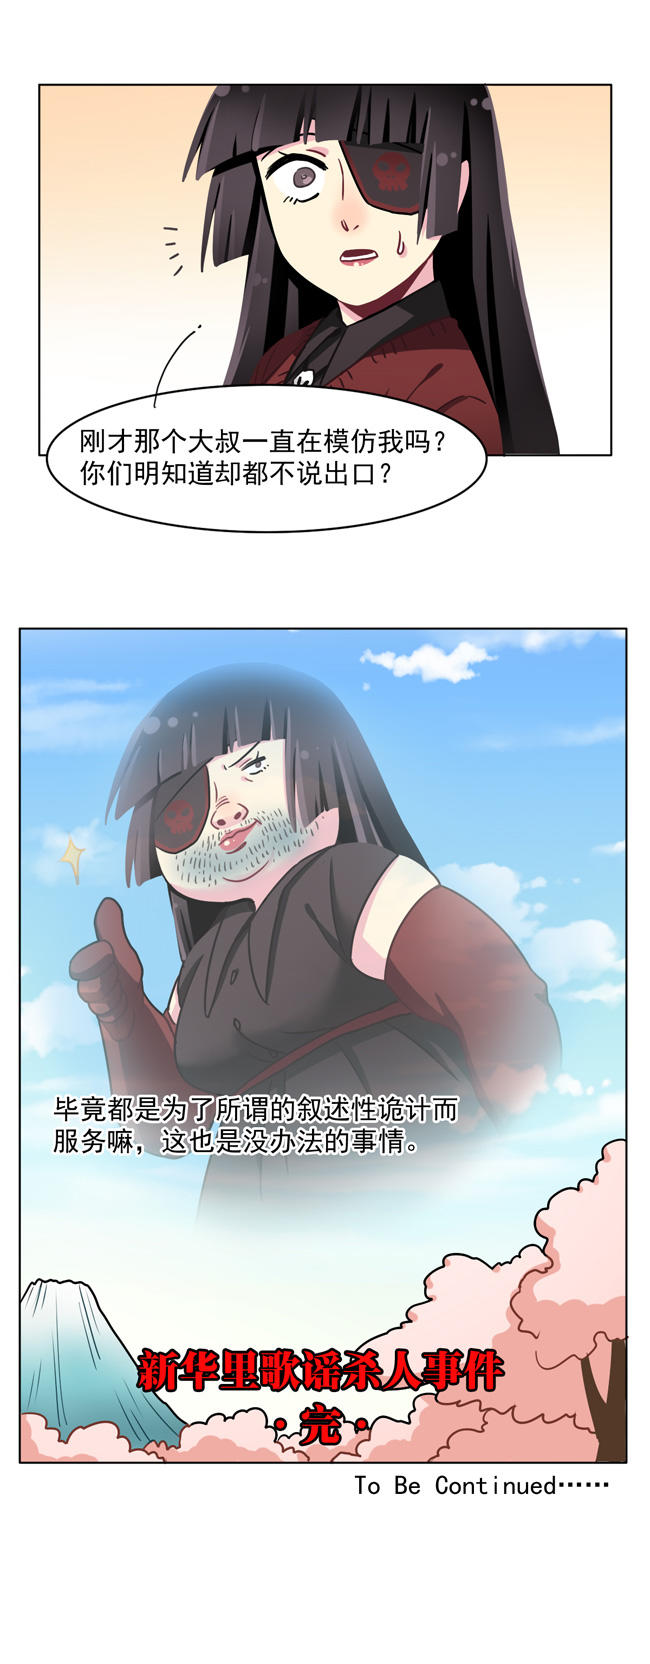 刚才那个大叔一直在模仿我吗？
你们明知道却都不说出口？
毕竟都是为了所谓的叙述性诡计而
服务嘛，这也是没办法的事情。
新华里歌谣杀人事件
·完·
To Be Continued……